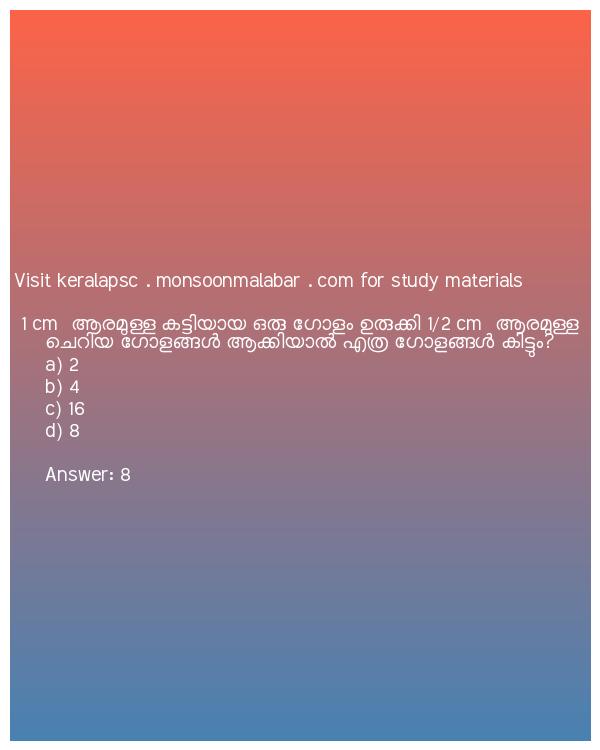 Visit keralapsc . monsoonmalabar . com for study materials
1 cm ആരമുള്ള കട്ടിയായ ഒരു ഗോളം ഉരുക്കി 1/2 cm ആരമുള്ള
ചെറിയ ഗോളങ്ങൾ ആക്കിയാൽ എത്ര ഗോളങ്ങൾ കിട്ടും?
a) 2
b) 4
c) 16
d) 8
Answer: 8